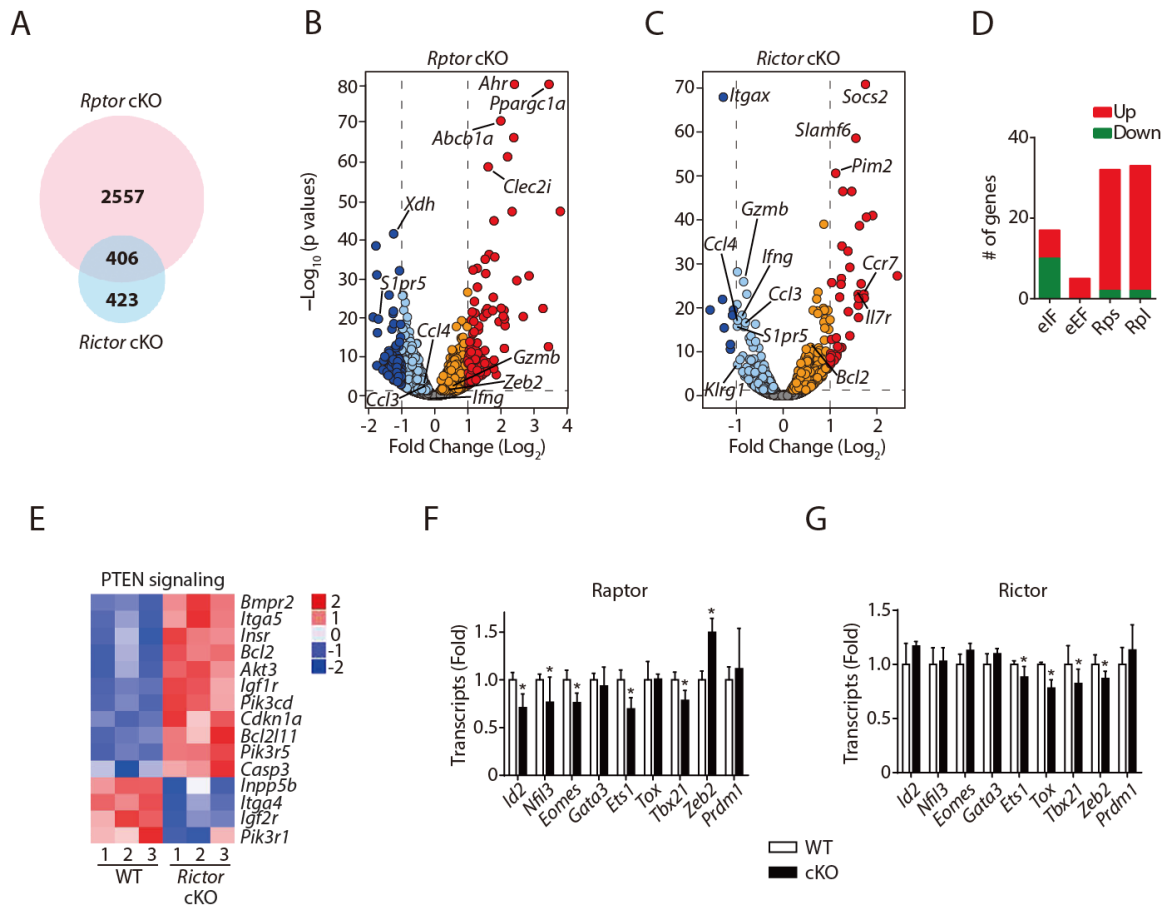 A
Rptor cKO
2557
406
423
Rictor cKO
B
Rptor cKO
Ahr
Ppargc1a
Abcb1a
Clec2i
Xdh
S1pr5
Ccl4
Gzmb
Zeb2
Ccl3
Ifng
80
70
60
50
40
30
20
10
0
–Log10 (p values)
-2 -1 0 1 2 3 4
Fold Change (Log2)
C
Rictor cKO
Itgax
Socs2
Slamf6
Pim2
Gzmb
Ccl4
Ifng
Ccr7
Ccl3
Il7r
S1pr5
Bcl2
Klrg1
70
60
50
40
30
20
10
0
-1 0 1 2
Fold Change (Log2)
D
Up
Down
40
20
0
# of genes
eIF eEF Rps Rpl
E
PTEN signaling
Bmpr2
Itga5
Insr
Bcl2
Akt3
Igf1r
Pik3cd
Cdkn1a
Bcl2l11
Pik3r5
Casp3
Inpp5b
Itga4
Igf2r
Pik3r1
2
1
0
-1
-2
1 2 3 1 2 3
WT Rictor
cKO
F
Raptor
Transcripts (Fold)
1.5
1.0
0.5
0
* * * * * *
Id2 Nfil3 Eomes Gata3 Ets1 Tox Tbx21 Zeb2 Prdm1
G
Rictor
Transcripts (Fold)
1.5
1.0
0.5
0
* * * *
Id2 Nfil3 Eomes Gata3 Ets1 Tox Tbx21 Zeb2 Prdm1
WT
cKO